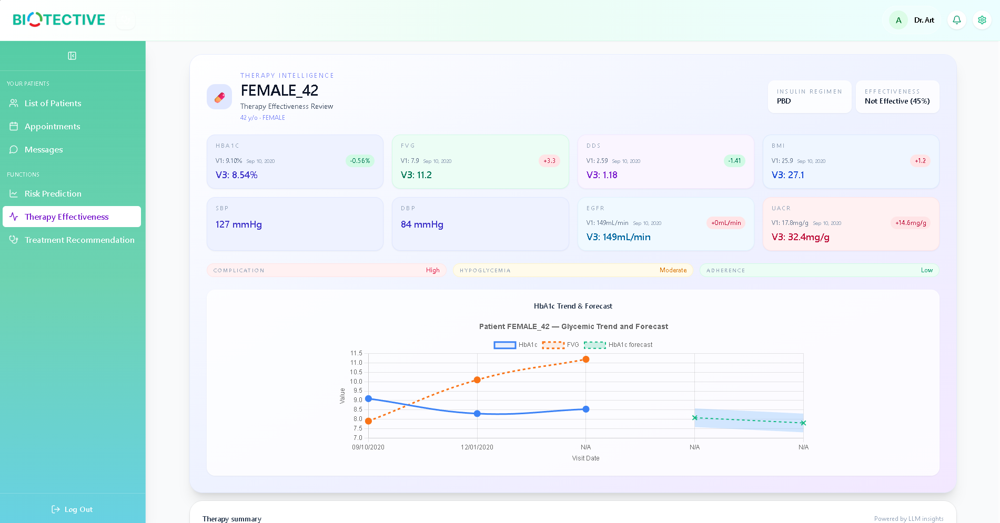 BIOTECTIVE
A
Dr. Art
YOUR PATIENTS
List of Patients
Appointments
Messages
FUNCTIONS
Risk Prediction
Therapy Effectiveness
Treatment Recommendation
Log Out
THERAPY INTELLIGENCE
FEMALE_42
Therapy Effectiveness Review
42 y/o · FEMALE
INSULIN REGIMEN
PBD
EFFECTIVENESS
Not Effective (45%)
HBA1C
V1: 9.10% Sep 10, 2020
-0.56%
V3: 8.54%
FVG
V1: 7.9 Sep 10, 2020
+3.3
V3: 11.2
DDS
V1: 2.59 Sep 10, 2020
-1.41
V3: 1.18
BMI
V1: 25.9 Sep 10, 2020
+1.2
V3: 27.1
SBP
127 mmHg
DBP
84 mmHg
EGFR
V1: 149mL/min Sep 10, 2020
+0mL/min
V3: 149mL/min
UACR
V1: 17.8mg/g Sep 10, 2020
+14.6mg/g
V3: 32.4mg/g
COMPLICATION High
HYPOGLYCEMIA Moderate
ADHERENCE Low
HbA1c Trend & Forecast
Patient FEMALE_42 — Glycemic Trend and Forecast
HbA1c FVG HbA1c forecast
11.5
11.0
10.5
10.0
9.5
9.0
8.5
8.0
7.5
7.0
Value
09/10/2020 12/01/2020 N/A N/A N/A
Visit Date
Therapy summary
Powered by LLM insights